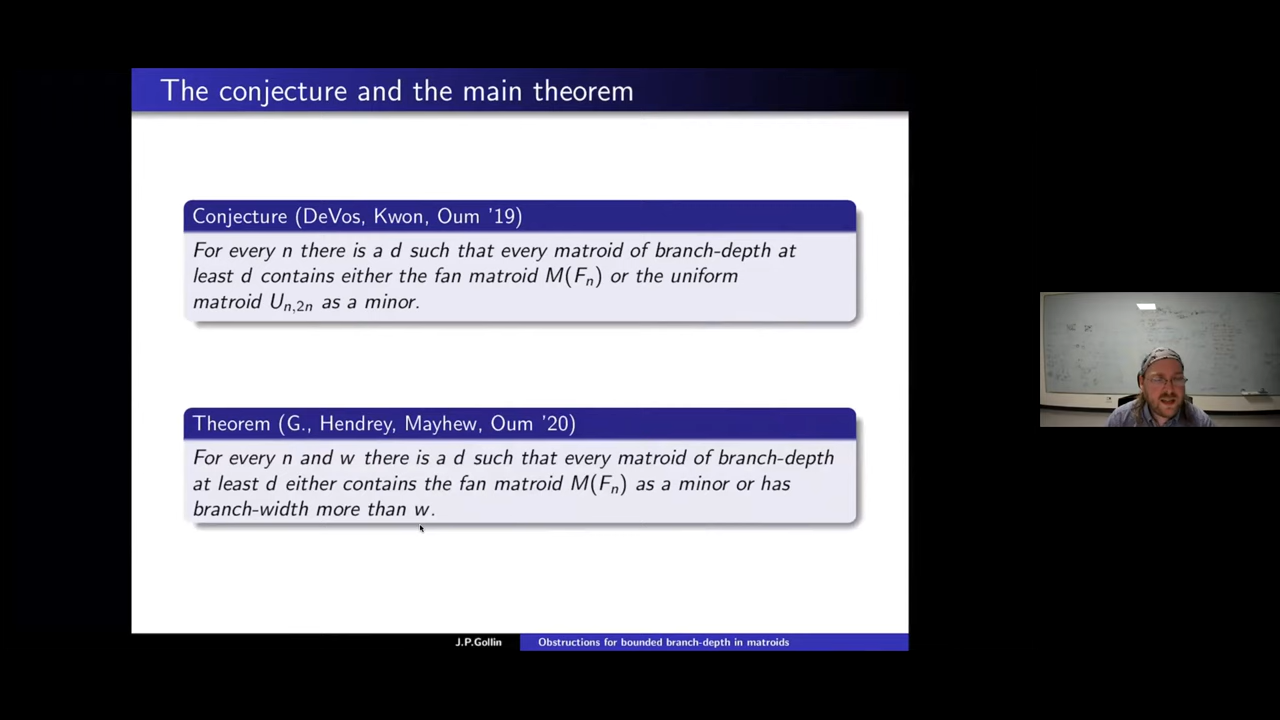 The conjecture and the main theorem
Conjecture (DeVos, Kwon, Oum '19)
For every n there is a d such that every matroid of branch-depth at
least d contains either the fan matroid M(Fₙ) or the uniform
matroid Uₙ,₂ₙ as a minor.
Theorem (G., Hendrey, Mayhew, Oum '20)
For every n and w there is a d such that every matroid of branch-depth
at least d either contains the fan matroid M(Fₙ) as a minor or has
branch-width more than w.
J.P.Gollin
Obstructions for bounded branch-depth in matroids